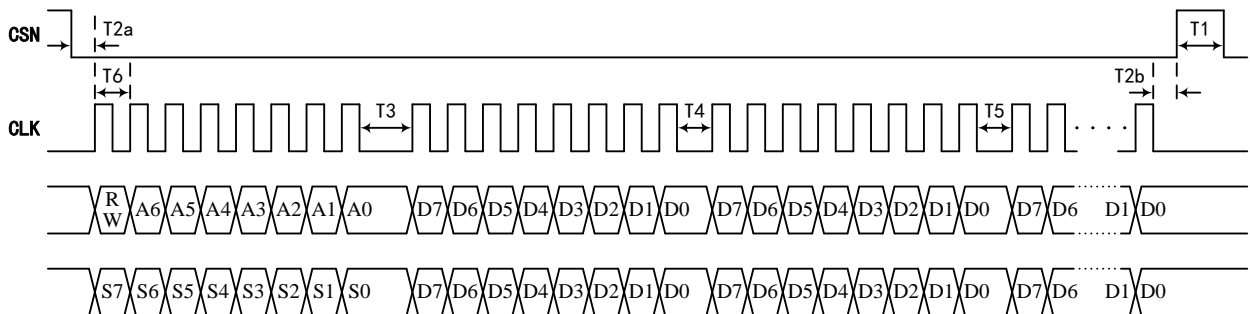 CSN T2a T1
T6 T2b
CLK T3 T4 T5 · · · ·
RW A6 A5 A4 A3 A2 A1 A0 D7 D6 D5 D4 D3 D2 D1 D0 D7 D6 D5 D4 D3 D2 D1 D0 D7 D6 D1 D0
S7 S6 S5 S4 S3 S2 S1 S0 D7 D6 D5 D4 D3 D2 D1 D0 D7 D6 D5 D4 D3 D2 D1 D0 D7 D6 D1 D0